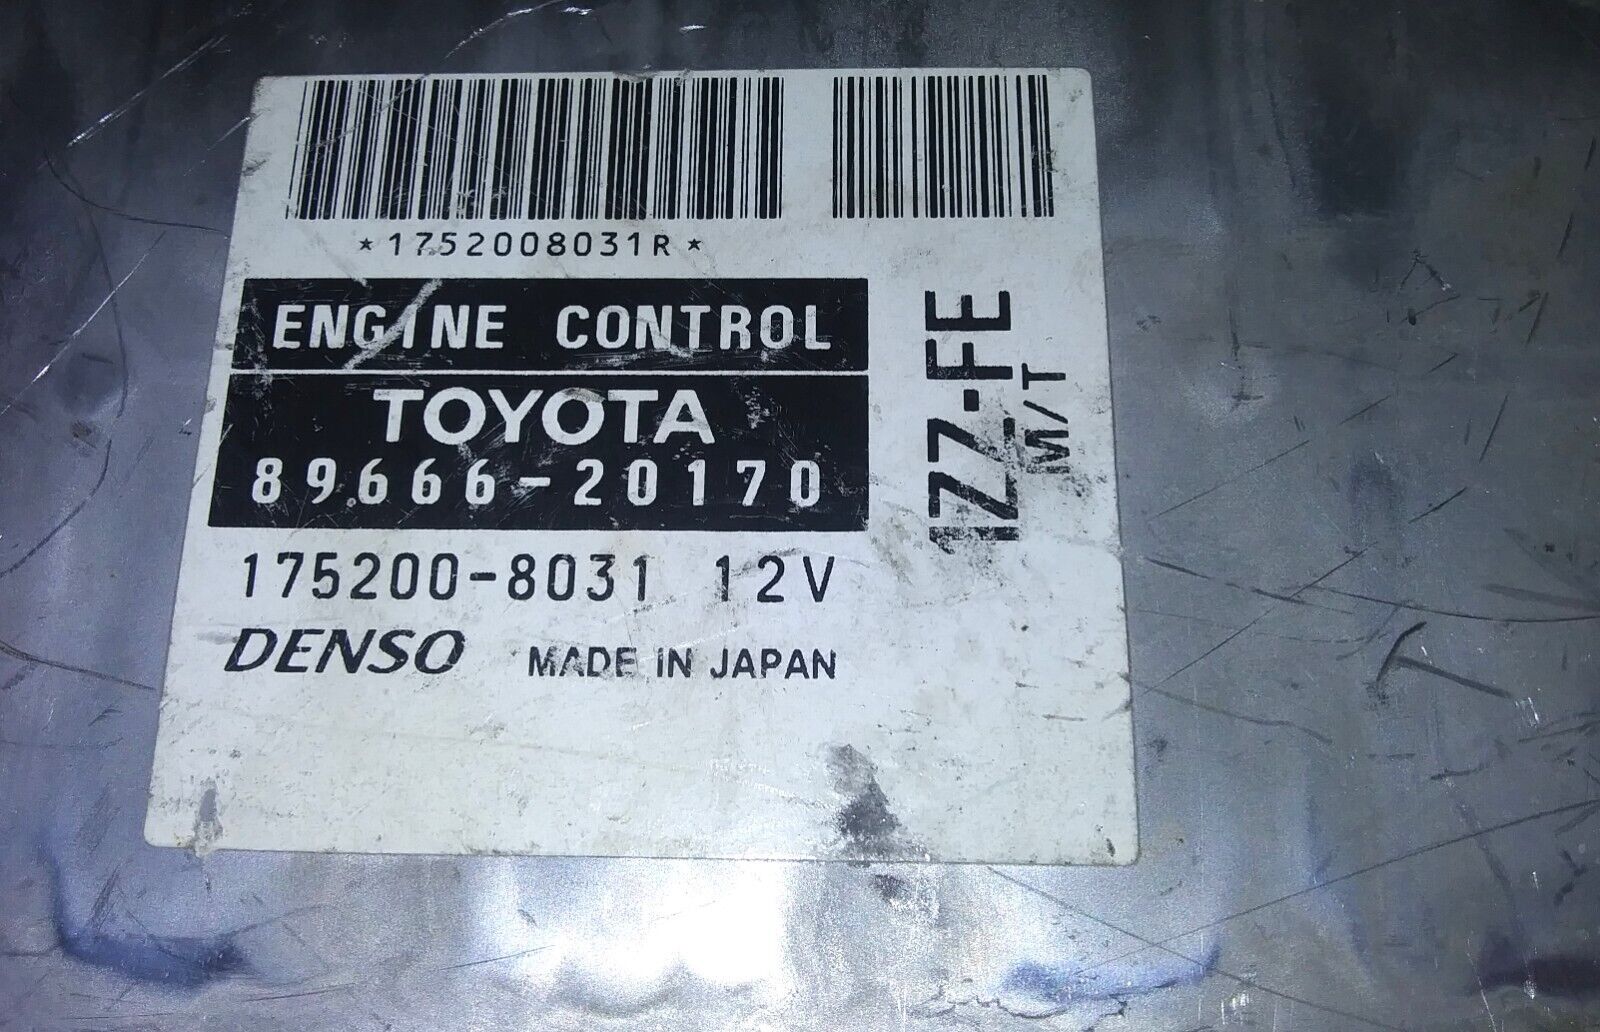 *1752008031R*
ENGINE CONTROL
TOYOTA
89666-20170
175200-8031 12V
DENSO MADE IN JAPAN
1ZZ-FE
M/T